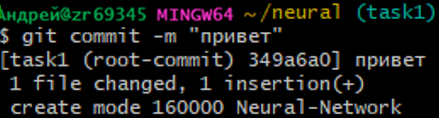 Андрей@zr69345 MINGW64 ~/neural (task1)
$ git commit -m "привет"
[task1 (root-commit) 349a6a0] привет
1 file changed, 1 insertion(+)
create mode 160000 Neural-Network